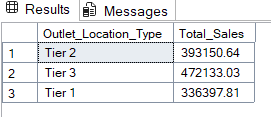 Results Messages
Outlet_Location_Type Total_Sales
1 Tier 2 393150.64
2 Tier 3 472133.03
3 Tier 1 336397.81